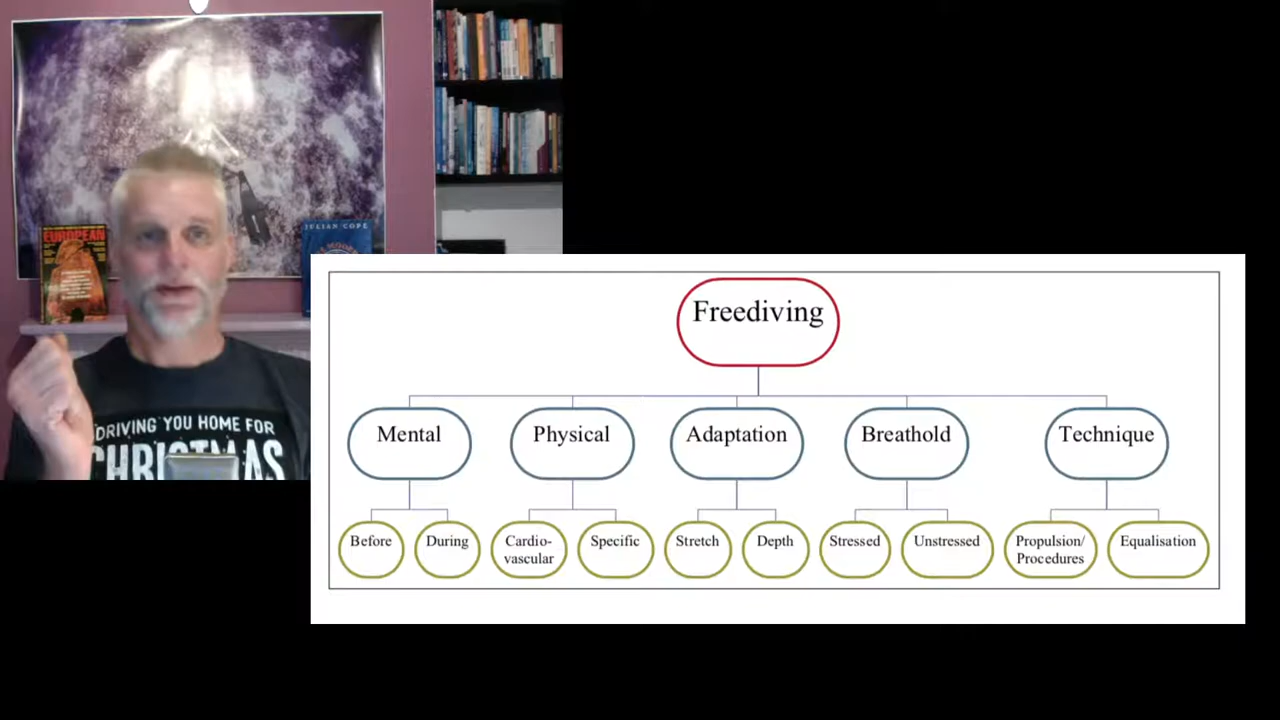 EUROPEAN
JULIAN COPE
DRIVING YOU HOME FOR
CHRISTMAS
Freediving
Mental
Physical
Adaptation
Breathold
Technique
Before
During
Cardio-
vascular
Specific
Stretch
Depth
Stressed
Unstressed
Propulsion/
Procedures
Equalisation